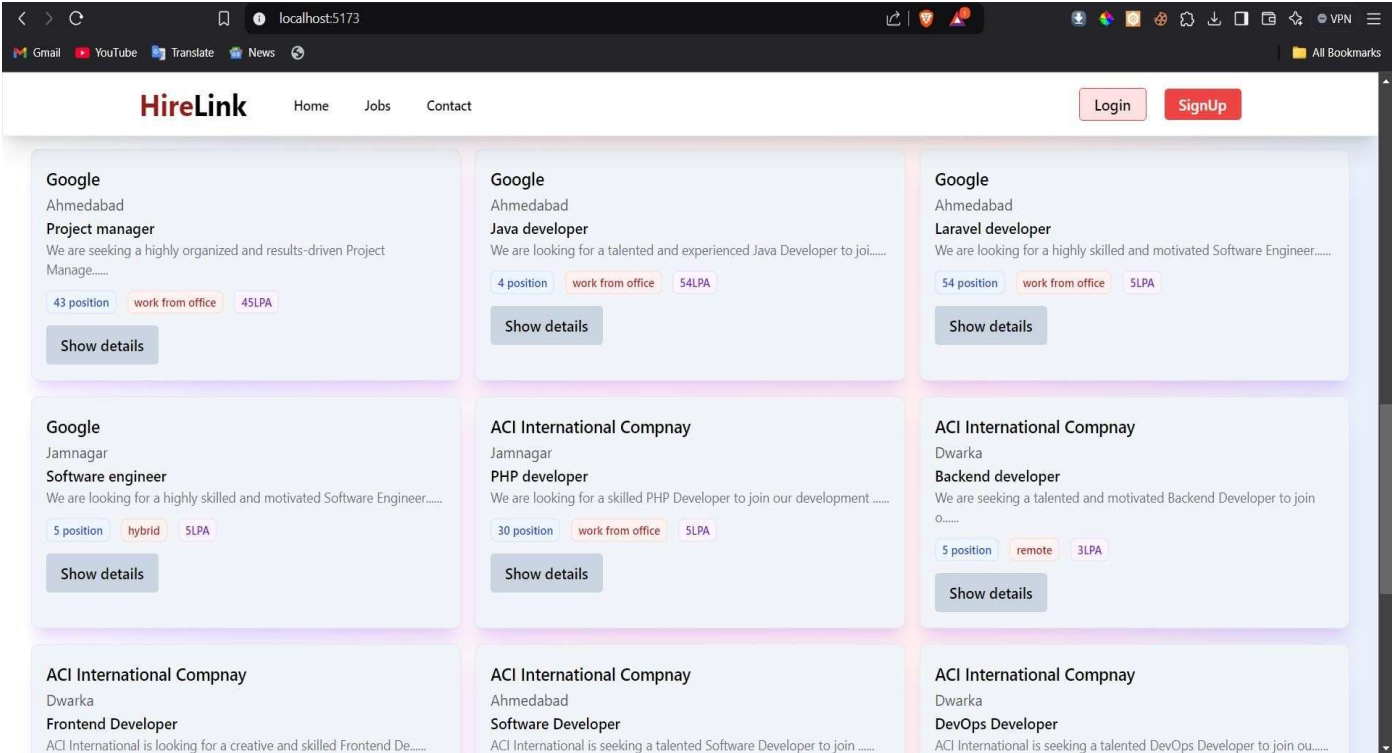 localhost:5173
VPN
Gmail YouTube Translate News All Bookmarks
HireLink Home Jobs Contact Login SignUp
Google
Ahmedabad
Project manager
We are seeking a highly organized and results-driven Project
Manage......
43 position work from office 45LPA
Show details
Google
Ahmedabad
Java developer
We are looking for a talented and experienced Java Developer to joi......
4 position work from office 54LPA
Show details
Google
Ahmedabad
Laravel developer
We are looking for a highly skilled and motivated Software Engineer......
54 position work from office 5LPA
Show details
Google
Jamnagar
Software engineer
We are looking for a highly skilled and motivated Software Engineer......
5 position hybrid 5LPA
Show details
ACI International Compnay
Jamnagar
PHP developer
We are looking for a skilled PHP Developer to join our development ......
30 position work from office 5LPA
Show details
ACI International Compnay
Dwarka
Backend developer
We are seeking a talented and motivated Backend Developer to join
o......
5 position remote 3LPA
Show details
ACI International Compnay
Dwarka
Frontend Developer
ACI International is looking for a creative and skilled Frontend De......
ACI International Compnay
Ahmedabad
Software Developer
ACI International is seeking a talented Software Developer to join ......
ACI International Compnay
Dwarka
DevOps Developer
ACI International is seeking a talented DevOps Developer to join ou......